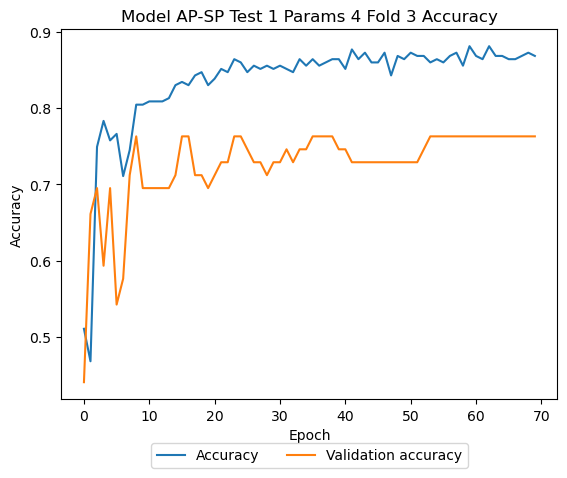 Model AP-SP Test 1 Params 4 Fold 3 Accuracy
0.9
0.8
0.7
0.6
0.5
Accuracy
0 10 20 30 40 50 60 70
Epoch
Accuracy Validation accuracy